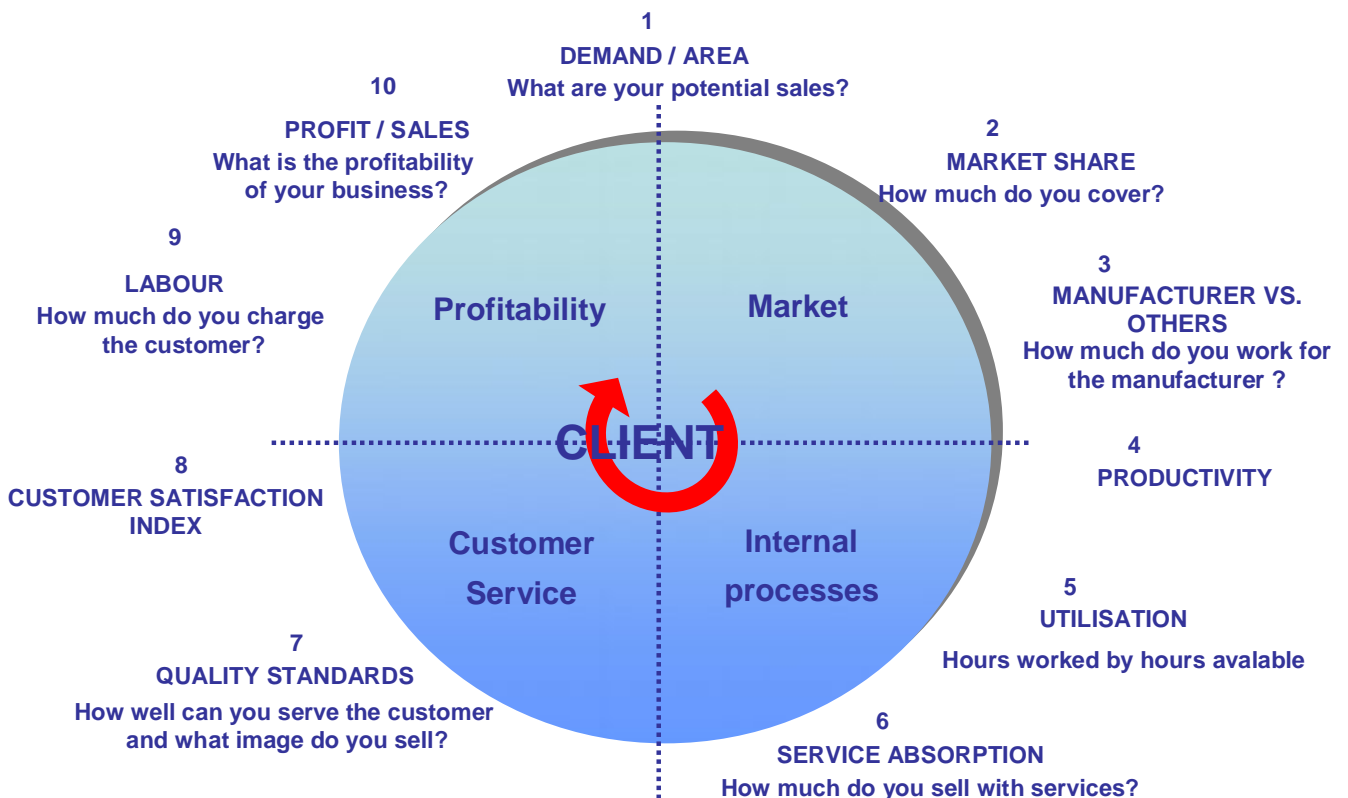 1
DEMAND / AREA
What are your potential sales?
2
MARKET SHARE
How much do you cover?
3
MANUFACTURER VS.
OTHERS
How much do you work for
the manufacturer ?
4
PRODUCTIVITY
5
UTILISATION
Hours worked by hours avalable
6
SERVICE ABSORPTION
How much do you sell with services?
7
QUALITY STANDARDS
How well can you serve the customer
and what image do you sell?
8
CUSTOMER SATISFACTION
INDEX
9
LABOUR
How much do you charge
the customer?
10
PROFIT / SALES
What is the profitability
of your business?
Profitability
Market
CLIENT
Customer
Service
Internal
processes